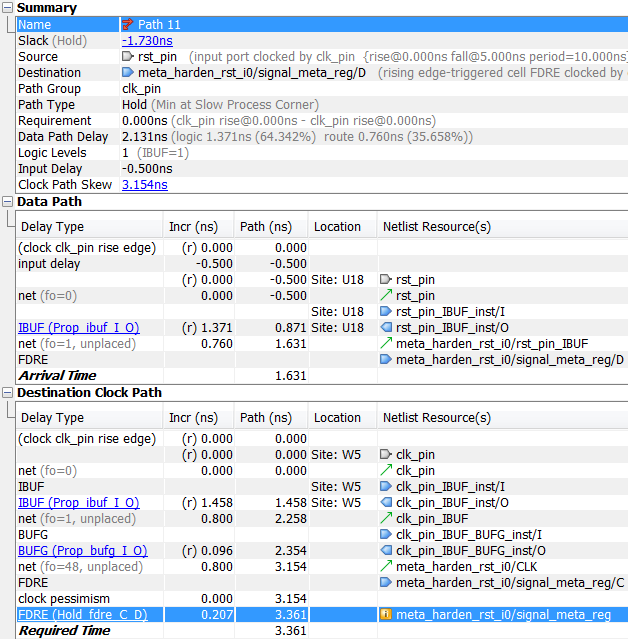 Summary
Name Path 11
Slack (Hold) -1.730ns
Source rst_pin (input port clocked by clk_pin {rise@0.000ns fall@5.000ns period=10.000ns}
Destination meta_harden_rst_i0/signal_meta_reg/D (rising edge-triggered cell FDRE clocked by
Path Group clk_pin
Path Type Hold (Min at Slow Process Corner)
Requirement 0.000ns (clk_pin rise@0.000ns - clk_pin rise@0.000ns)
Data Path Delay 2.131ns (logic 1.371ns (64.342%) route 0.760ns (35.658%))
Logic Levels 1 (IBUF=1)
Input Delay -0.500ns
Clock Path Skew 3.154ns
Data Path
Delay Type Incr (ns) Path (ns) Location Netlist Resource(s)
(clock clk_pin rise edge) (r) 0.000 0.000
input delay -0.500 -0.500
(r) 0.000 -0.500 Site: U18 rst_pin
net (fo=0) 0.000 -0.500 rst_pin
Site: U18 rst_pin_IBUF_inst/I
IBUF (Prop_ibuf_I_O) (r) 1.371 0.871 Site: U18 rst_pin_IBUF_inst/O
net (fo=1, unplaced) 0.760 1.631 meta_harden_rst_i0/rst_pin_IBUF
FDRE meta_harden_rst_i0/signal_meta_reg/D
Arrival Time 1.631
Destination Clock Path
Delay Type Incr (ns) Path (ns) Location Netlist Resource(s)
(clock clk_pin rise edge) (r) 0.000 0.000
(r) 0.000 0.000 Site: W5 clk_pin
net (fo=0) 0.000 0.000 clk_pin
IBUF Site: W5 clk_pin_IBUF_inst/I
IBUF (Prop_ibuf_I_O) (r) 1.458 1.458 Site: W5 clk_pin_IBUF_inst/O
net (fo=1, unplaced) 0.800 2.258 clk_pin_IBUF
BUFG clk_pin_IBUF_BUFG_inst/I
BUFG (Prop_bufg_I_O) (r) 0.096 2.354 clk_pin_IBUF_BUFG_inst/O
net (fo=48, unplaced) 0.800 3.154 meta_harden_rst_i0/CLK
FDRE meta_harden_rst_i0/signal_meta_reg/C
clock pessimism 0.000 3.154
FDRE (Hold_fdre_C_D) 0.207 3.361 meta_harden_rst_i0/signal_meta_reg
Required Time 3.361